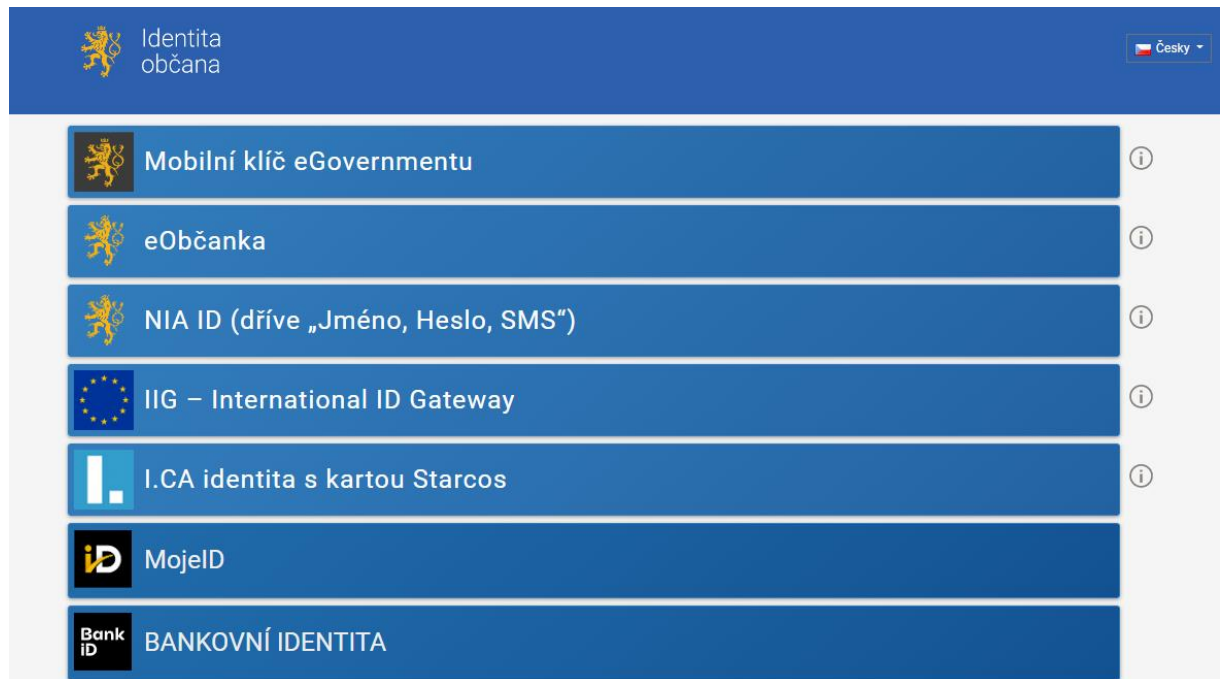 Identita
občana
Česky
Mobilní klíč eGovernmentu
eObčanka
NIA ID (dříve „Jméno, Heslo, SMS“)
IIG – International ID Gateway
I.CA identita s kartou Starcos
iD MojeID
Bank
iD
BANKOVNÍ IDENTITA